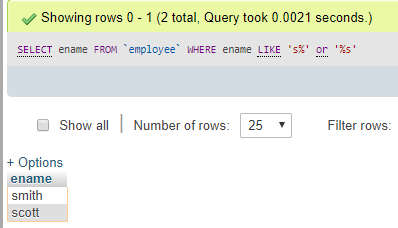 Showing rows 0 - 1 (2 total, Query took 0.0021 seconds.)
SELECT ename FROM `employee` WHERE ename LIKE 's%' or '%s'
Show all | Number of rows: 25 Filter rows:
+ Options
ename
smith
scott